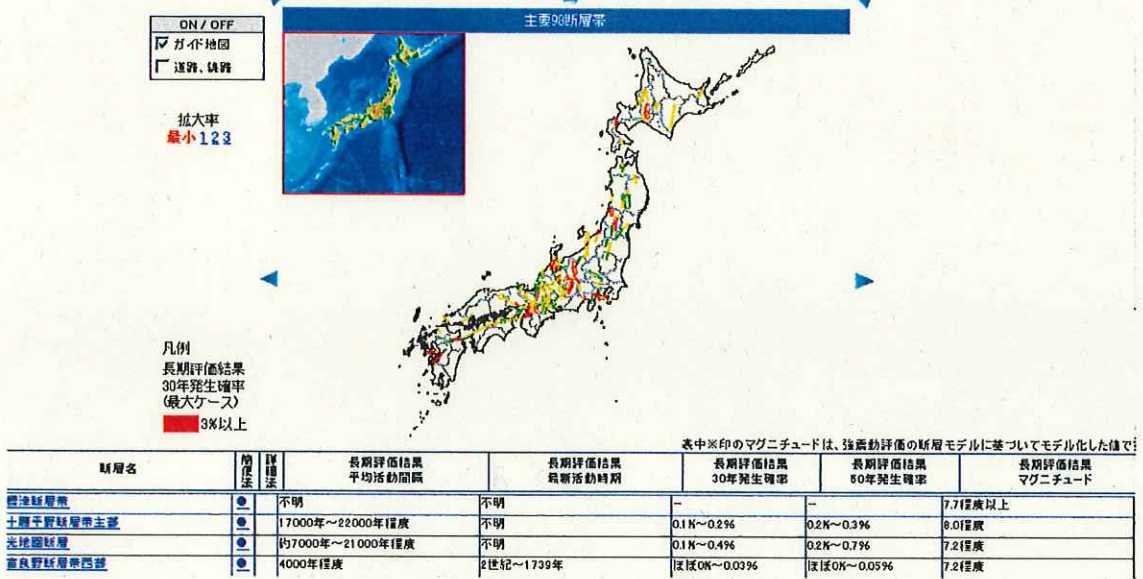 ON / OFF
ガイド地図
道路、鉄路
拡大率
最小 1 2 3
主要98断層帯
凡例
長期評価結果
30年発生確率
(最大ケース)
3%以上
表中※印のマグニチュードは、強震動評価の断層モデルに基づいてモデル化した値で
断層名 簡便法 詳細法 長期評価結果 平均活動間隔 長期評価結果 最新活動時期 長期評価結果 30年発生確率 長期評価結果 50年発生確率 長期評価結果 マグニチュード
標津断層帯 ● 不明 不明 -- -- 7.7程度以上
十勝平野断層帯主部 ● 17000年～22000年程度 不明 0.1%～0.2% 0.2%～0.3% 8.0程度
光地園断層 ● 約7000年～21000年程度 不明 0.1%～0.4% 0.2%～0.7% 7.2程度
富良野断層帯西部 ● 4000年程度 2世紀～1739年 ほぼ0%～0.03% ほぼ0%～0.05% 7.2程度